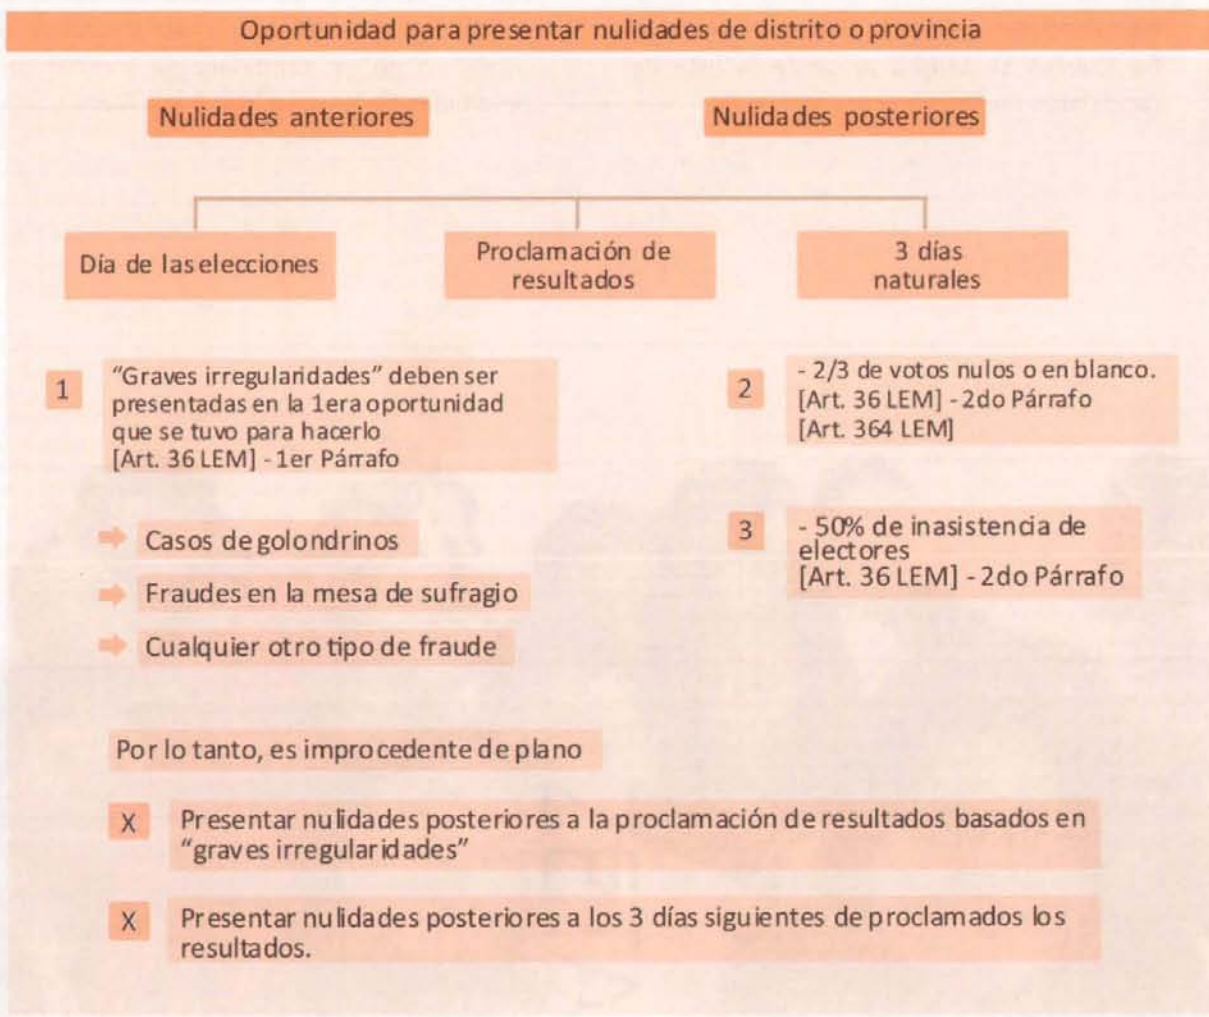 Oportunidad para presentar nulidades de distrito o provincia
Nulidades anteriores
Nulidades posteriores
Día de las elecciones
Proclamación de
resultados
3 días
naturales
1
"Graves irregularidades" deben ser
presentadas en la 1era oportunidad
que se tuvo para hacerlo
[Art. 36 LEM] - 1er Párrafo
Casos de golondrinos
Fraudes en la mesa de sufragio
Cualquier otro tipo de fraude
2
- 2/3 de votos nulos o en blanco.
[Art. 36 LEM] - 2do Párrafo
[Art. 364 LEM]
3
- 50% de inasistencia de
electores
[Art. 36 LEM] - 2do Párrafo
Por lo tanto, es improcedente de plano
X
Presentar nulidades posteriores a la proclamación de resultados basados en
"graves irregularidades"
X
Presentar nulidades posteriores a los 3 días siguientes de proclamados los
resultados.